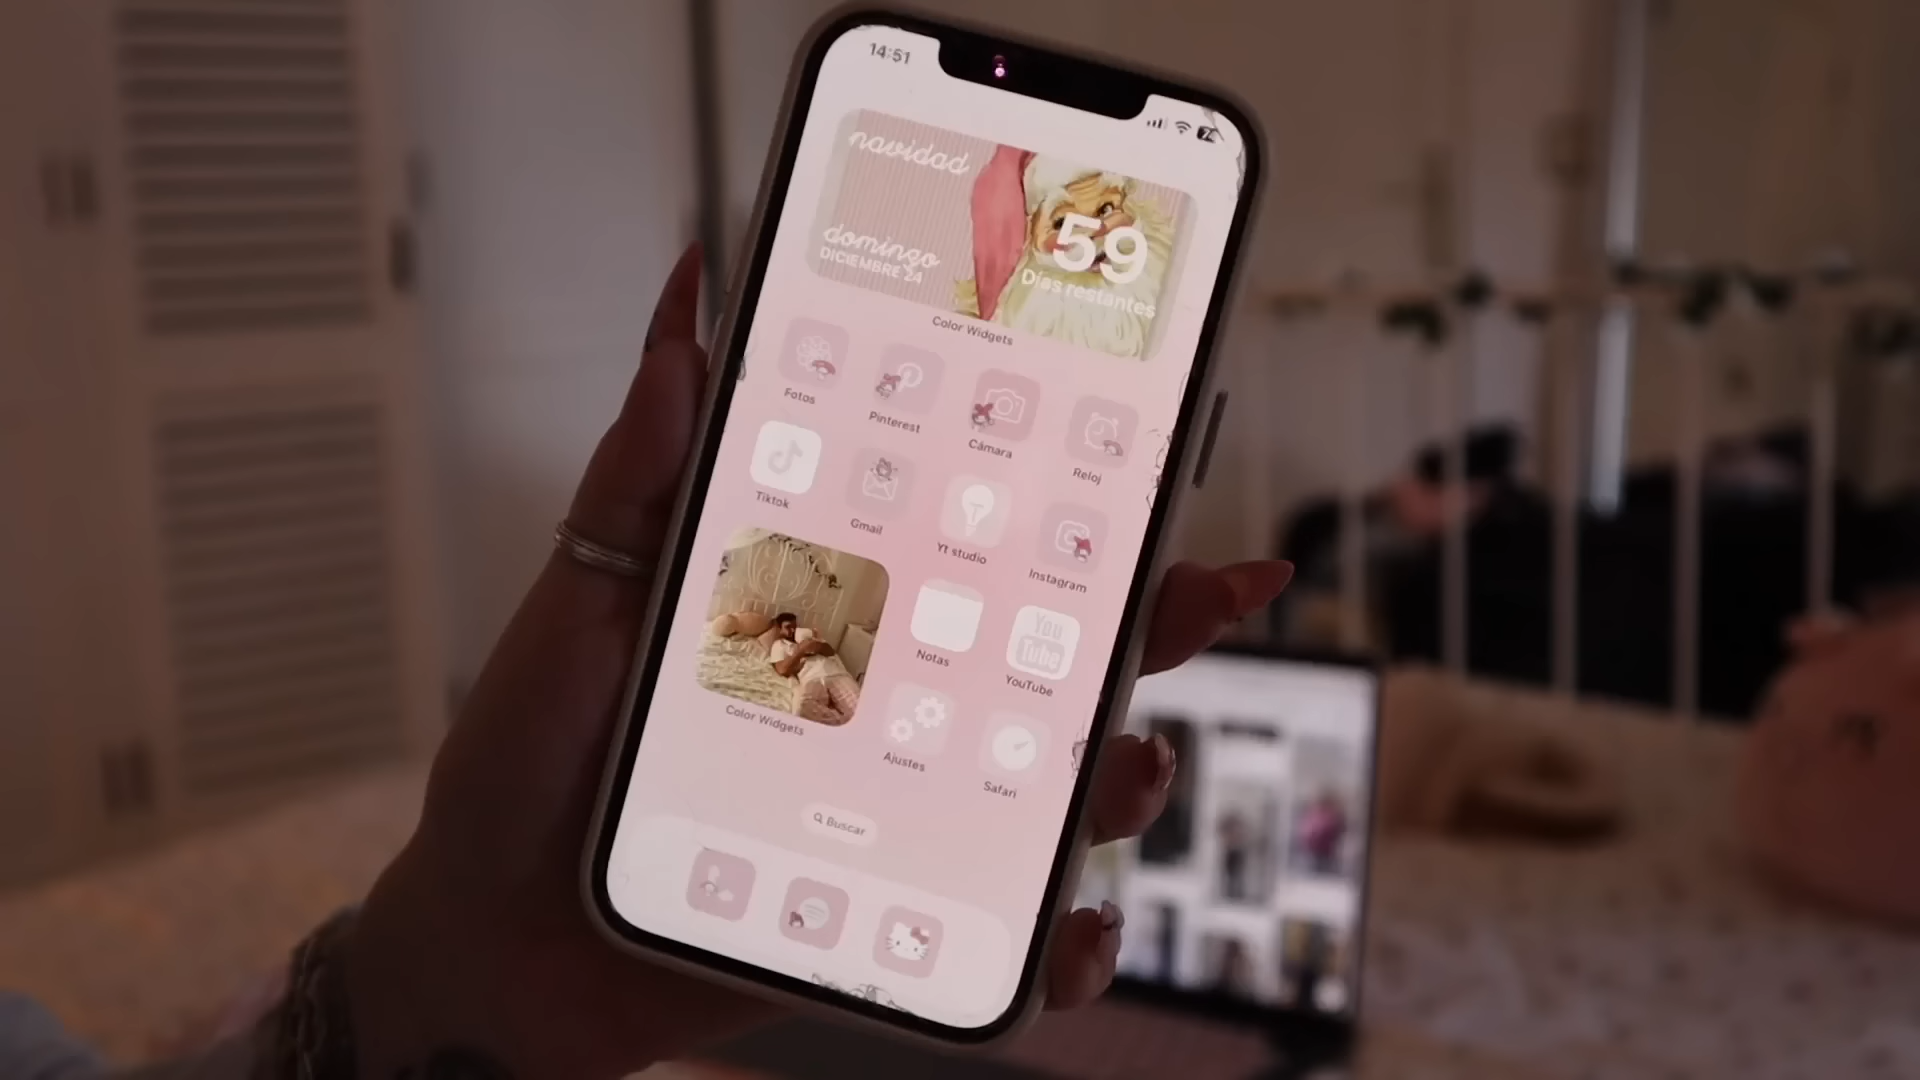 14:51
navidad
domingo
DICIEMBRE 24
59
Días restantes
Color Widgets
Fotos
Pinterest
Cámara
Reloj
Tiktok
Gmail
Yt studio
Instagram
You
Tube
Notas
YouTube
Color Widgets
Ajustes
Safari
Buscar